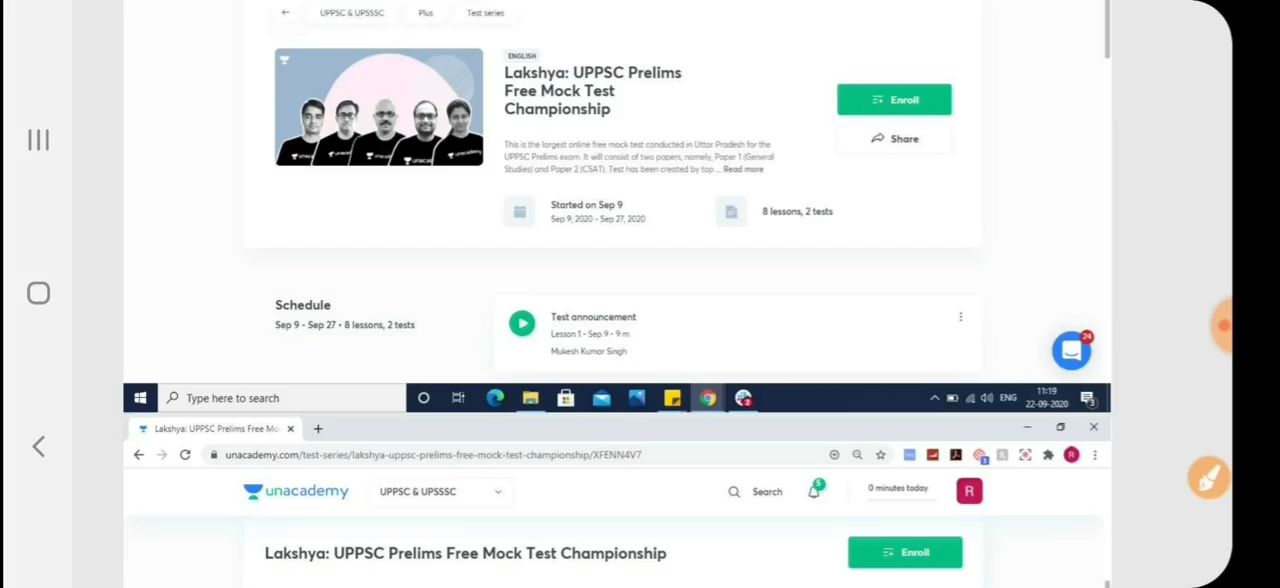 UPPSC & UPSSSC Plus Test series
ENGLISH
Lakshya: UPPSC Prelims
Free Mock Test
Championship
Enroll
Share
This is the largest online free mock test conducted in Uttar Pradesh for the
UPPSC Prelims exam. It will consist of two papers, namely, Paper 1 (General
Studies) and Paper 2 (CSAT). Test has been created by top ... Read more
Started on Sep 9
Sep 9, 2020 - Sep 27, 2020
8 lessons, 2 tests
Schedule
Sep 9 - Sep 27 • 8 lessons, 2 tests
Test announcement
Lesson 1 • Sep 9 • 9 m
Mukesh Kumar Singh
24
Type here to search
ENG
11:19
22-09-2020
3
Lakshya: UPPSC Prelims Free Mo
unacademy.com/test-series/lakshya-uppsc-prelims-free-mock-test-championship/XFENN4V7
R
unacademy
UPPSC & UPSSSC
Search
5
0 minutes today
R
Lakshya: UPPSC Prelims Free Mock Test Championship
Enroll